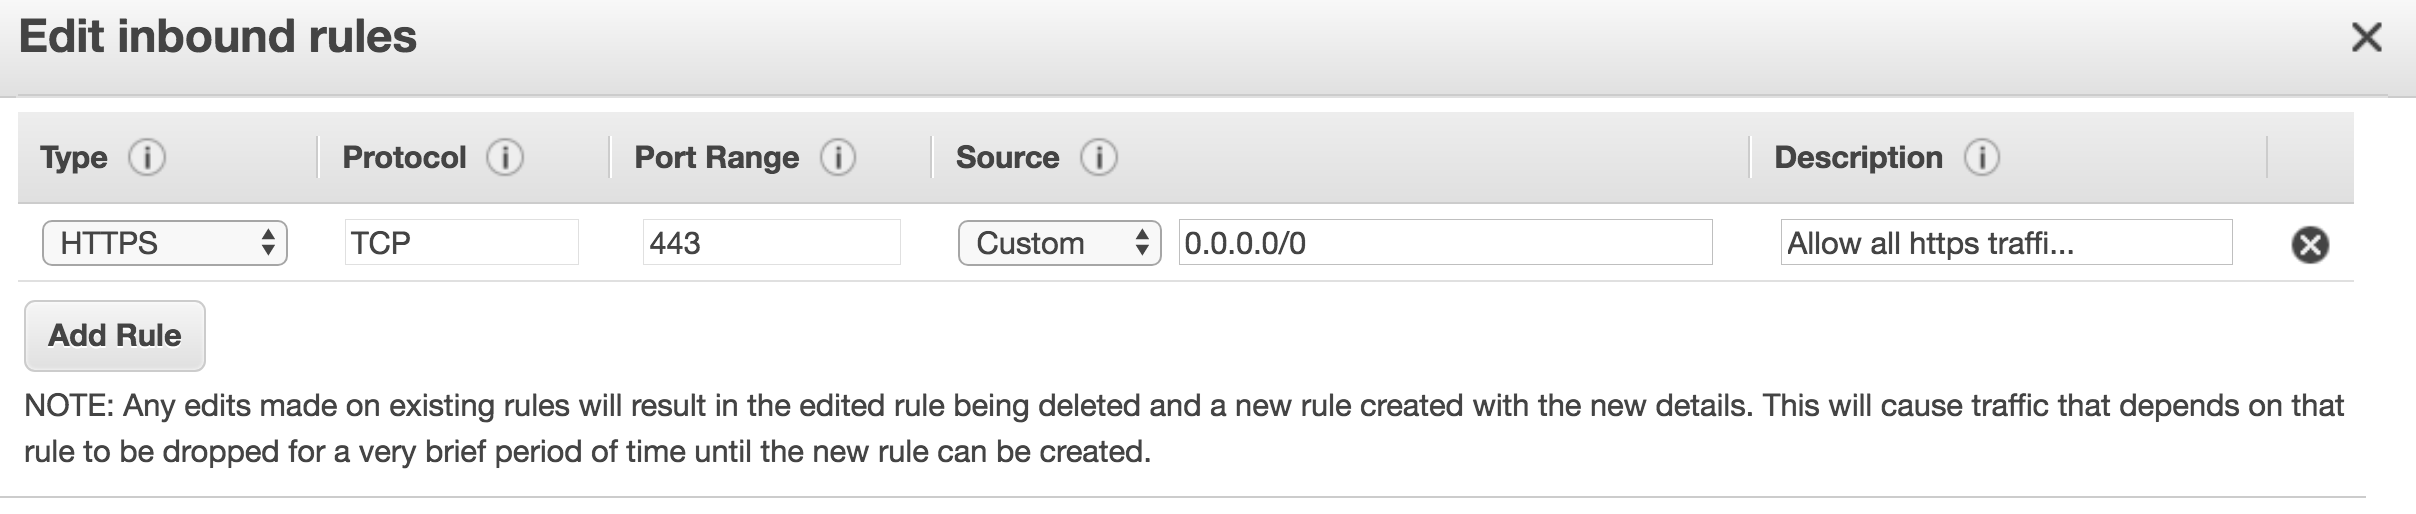 Edit inbound rules
Type Protocol Port Range Source Description
HTTPS TCP 443 Custom 0.0.0.0/0 Allow all https traffi...
Add Rule
NOTE: Any edits made on existing rules will result in the edited rule being deleted and a new rule created with the new details. This will cause traffic that depends on that
rule to be dropped for a very brief period of time until the new rule can be created.